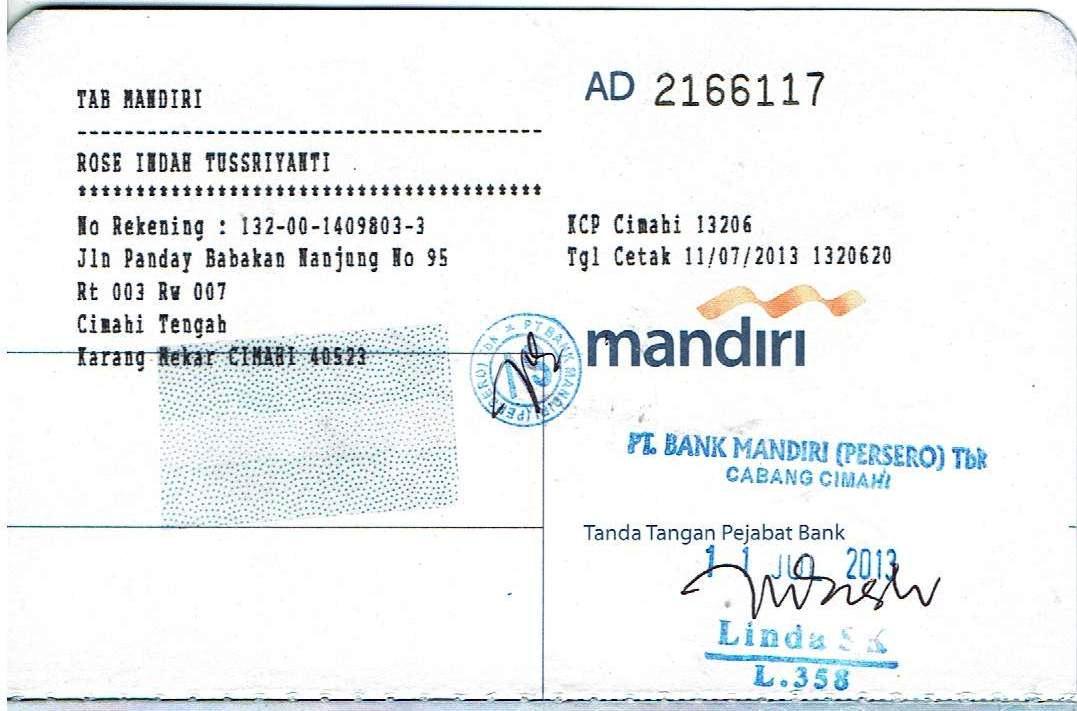 TAB MANDIRI
AD 2166117
----------------------------------------
ROSE INDAH TUSSRIYANTI
****************************************
No Rekening : 132-00-1409803-3
Jln Panday Babakan Nanjung No 95
Rt 003 Rw 007
Cimahi Tengah
Karang Mekar CIMAHI 40523
KCP Cimahi 13206
Tgl Cetak 11/07/2013 1320620
mandiri
PT BANK MANDIRI (PERSERO) Tbk
PT. BANK MANDIRI (PERSERO) Tbk
CABANG CIMAHI
Tanda Tangan Pejabat Bank
11 JUL 2013
Linda S K
L.358